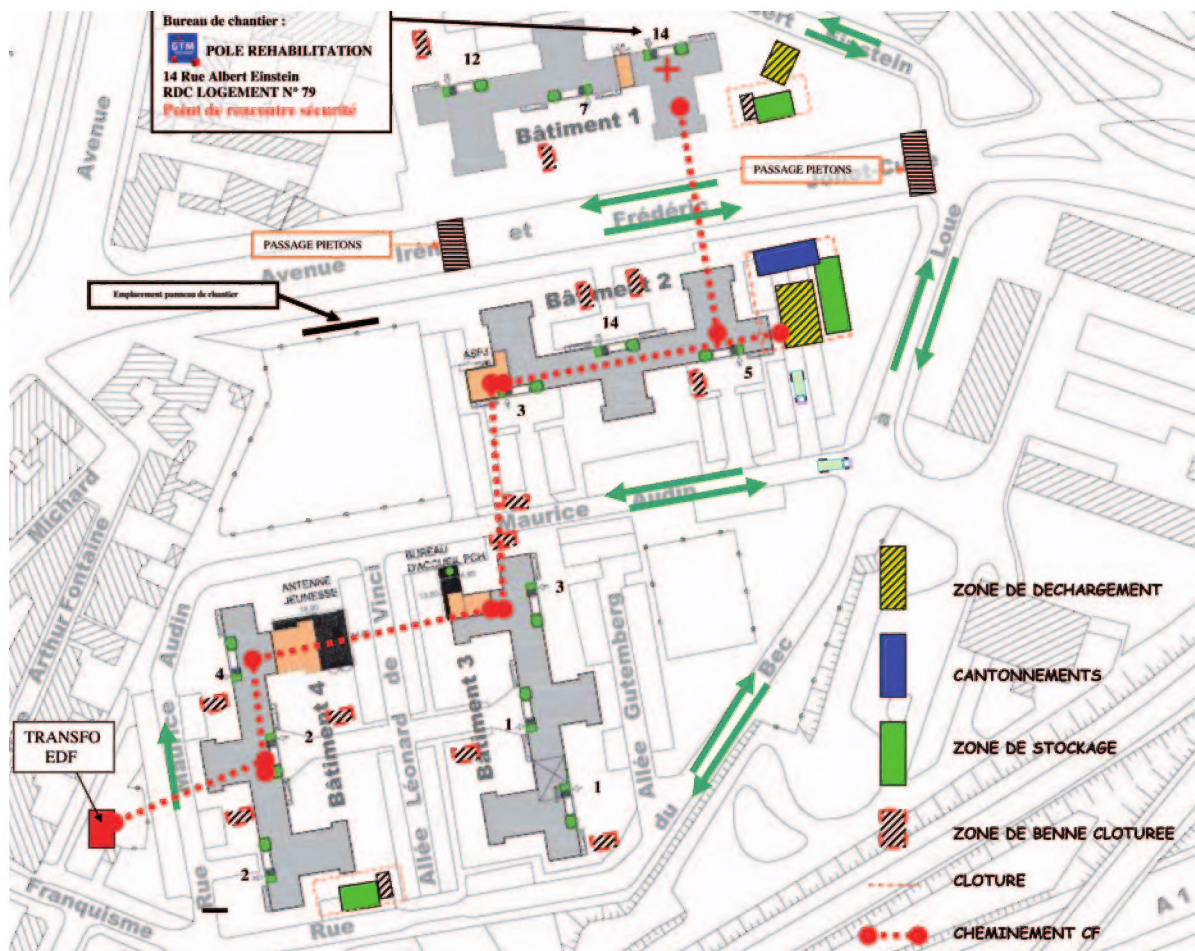 Bureau de chantier :
GTM
POLE REHABILITATION
14 Rue Albert Einstein
RDC LOGEMENT N° 79
Point de rencontre sécurité
Einstein
14
12
7
Bâtiment 1
Avenue
PASSAGE PIETONS
PASSAGE PIETONS
Avenue
et
Frédéric
Emplacement panneau de chantier
Bâtiment 2
14
5
3
a
Loue
Maurice
Audin
Michard
Arthur Fontaine
Maurice
Audin
Rue
ANTENNE
JEUNESSE
BUREAU
D'ACCUEIL PCH
3
4
2
2
Bâtiment 4
Allée Léonard de Vinci
Bâtiment 3
1
1
Allée Gutemberg
du
Bec
TRANSFO
EDF
Franquisme
Rue
A 1
ZONE DE DECHARGEMENT
CANTONNEMENTS
ZONE DE STOCKAGE
ZONE DE BENNE CLOTUREE
CLOTURE
CHEMINEMENT CF